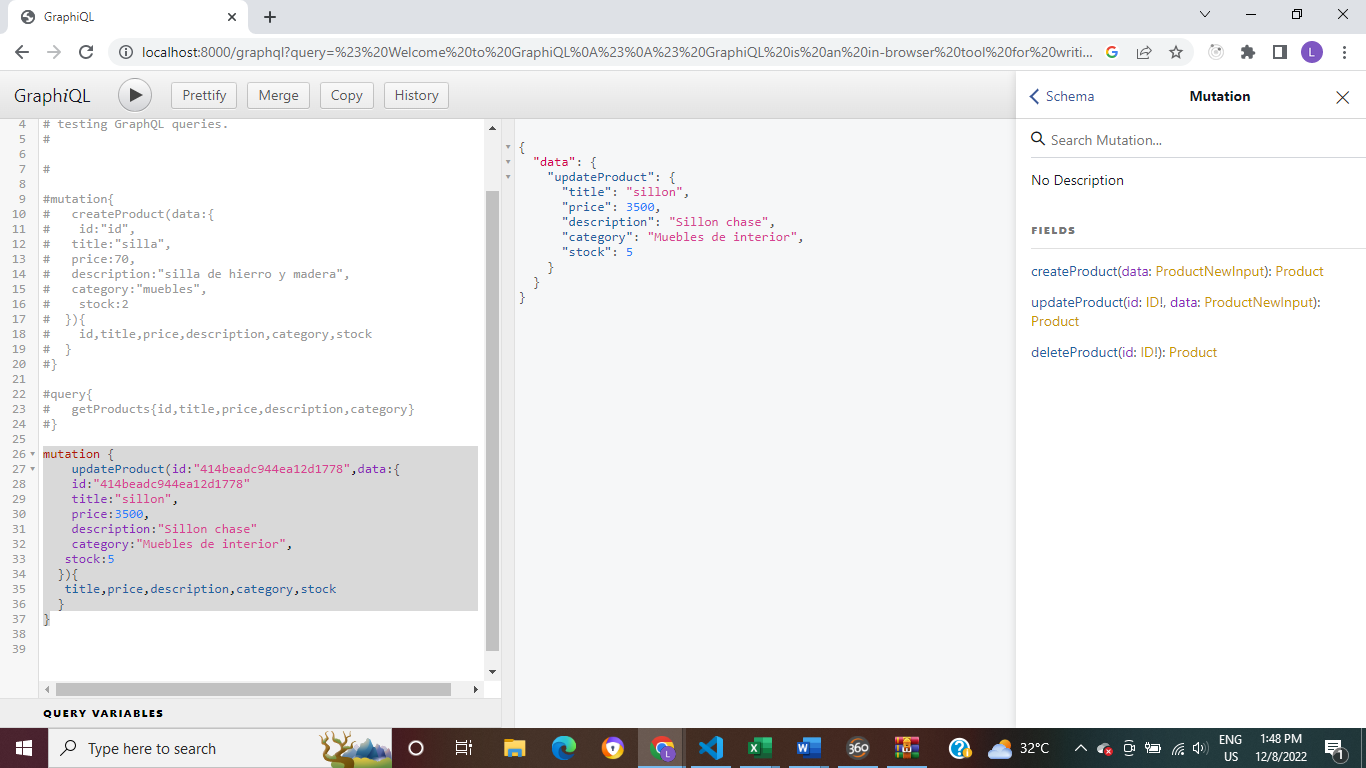 GraphiQL
localhost:8000/graphql?query=%23%20Welcome%20to%20GraphiQL%0A%23%0A%23%20GraphiQL%20is%20an%20in-browser%20tool%20for%20writi...
L
GraphiQL
Prettify
Merge
Copy
History
4 # testing GraphQL queries.
5 #
6
7 #
8
9 #mutation{
10 #   createProduct(data:{
11 #    id:"id",
12 #   title:"silla",
13 #   price:70,
14 #   description:"silla de hierro y madera",
15 #   category:"muebles",
16 #    stock:2
17 #  }){
18 #    id,title,price,description,category,stock
19 #  }
20 #}
21
22 #query{
23 #   getProducts{id,title,price,description,category}
24 #}
25
26 mutation {
27     updateProduct(id:"414beadc944ea12d1778",data:{
28     id:"414beadc944ea12d1778"
29     title:"sillon",
30     price:3500,
31     description:"Sillon chase"
32     category:"Muebles de interior",
33    stock:5
34   }){
35    title,price,description,category,stock
36   }
37 }
38
39
QUERY VARIABLES
{
  "data": {
    "updateProduct": {
      "title": "sillon",
      "price": 3500,
      "description": "Sillon chase",
      "category": "Muebles de interior",
      "stock": 5
    }
  }
}
Schema
Mutation
Search Mutation...
No Description
FIELDS
createProduct(data: ProductNewInput): Product
updateProduct(id: ID!, data: ProductNewInput):
Product
deleteProduct(id: ID!): Product
Type here to search
L
360
32°C
ENG
US
1:48 PM
12/8/2022
1